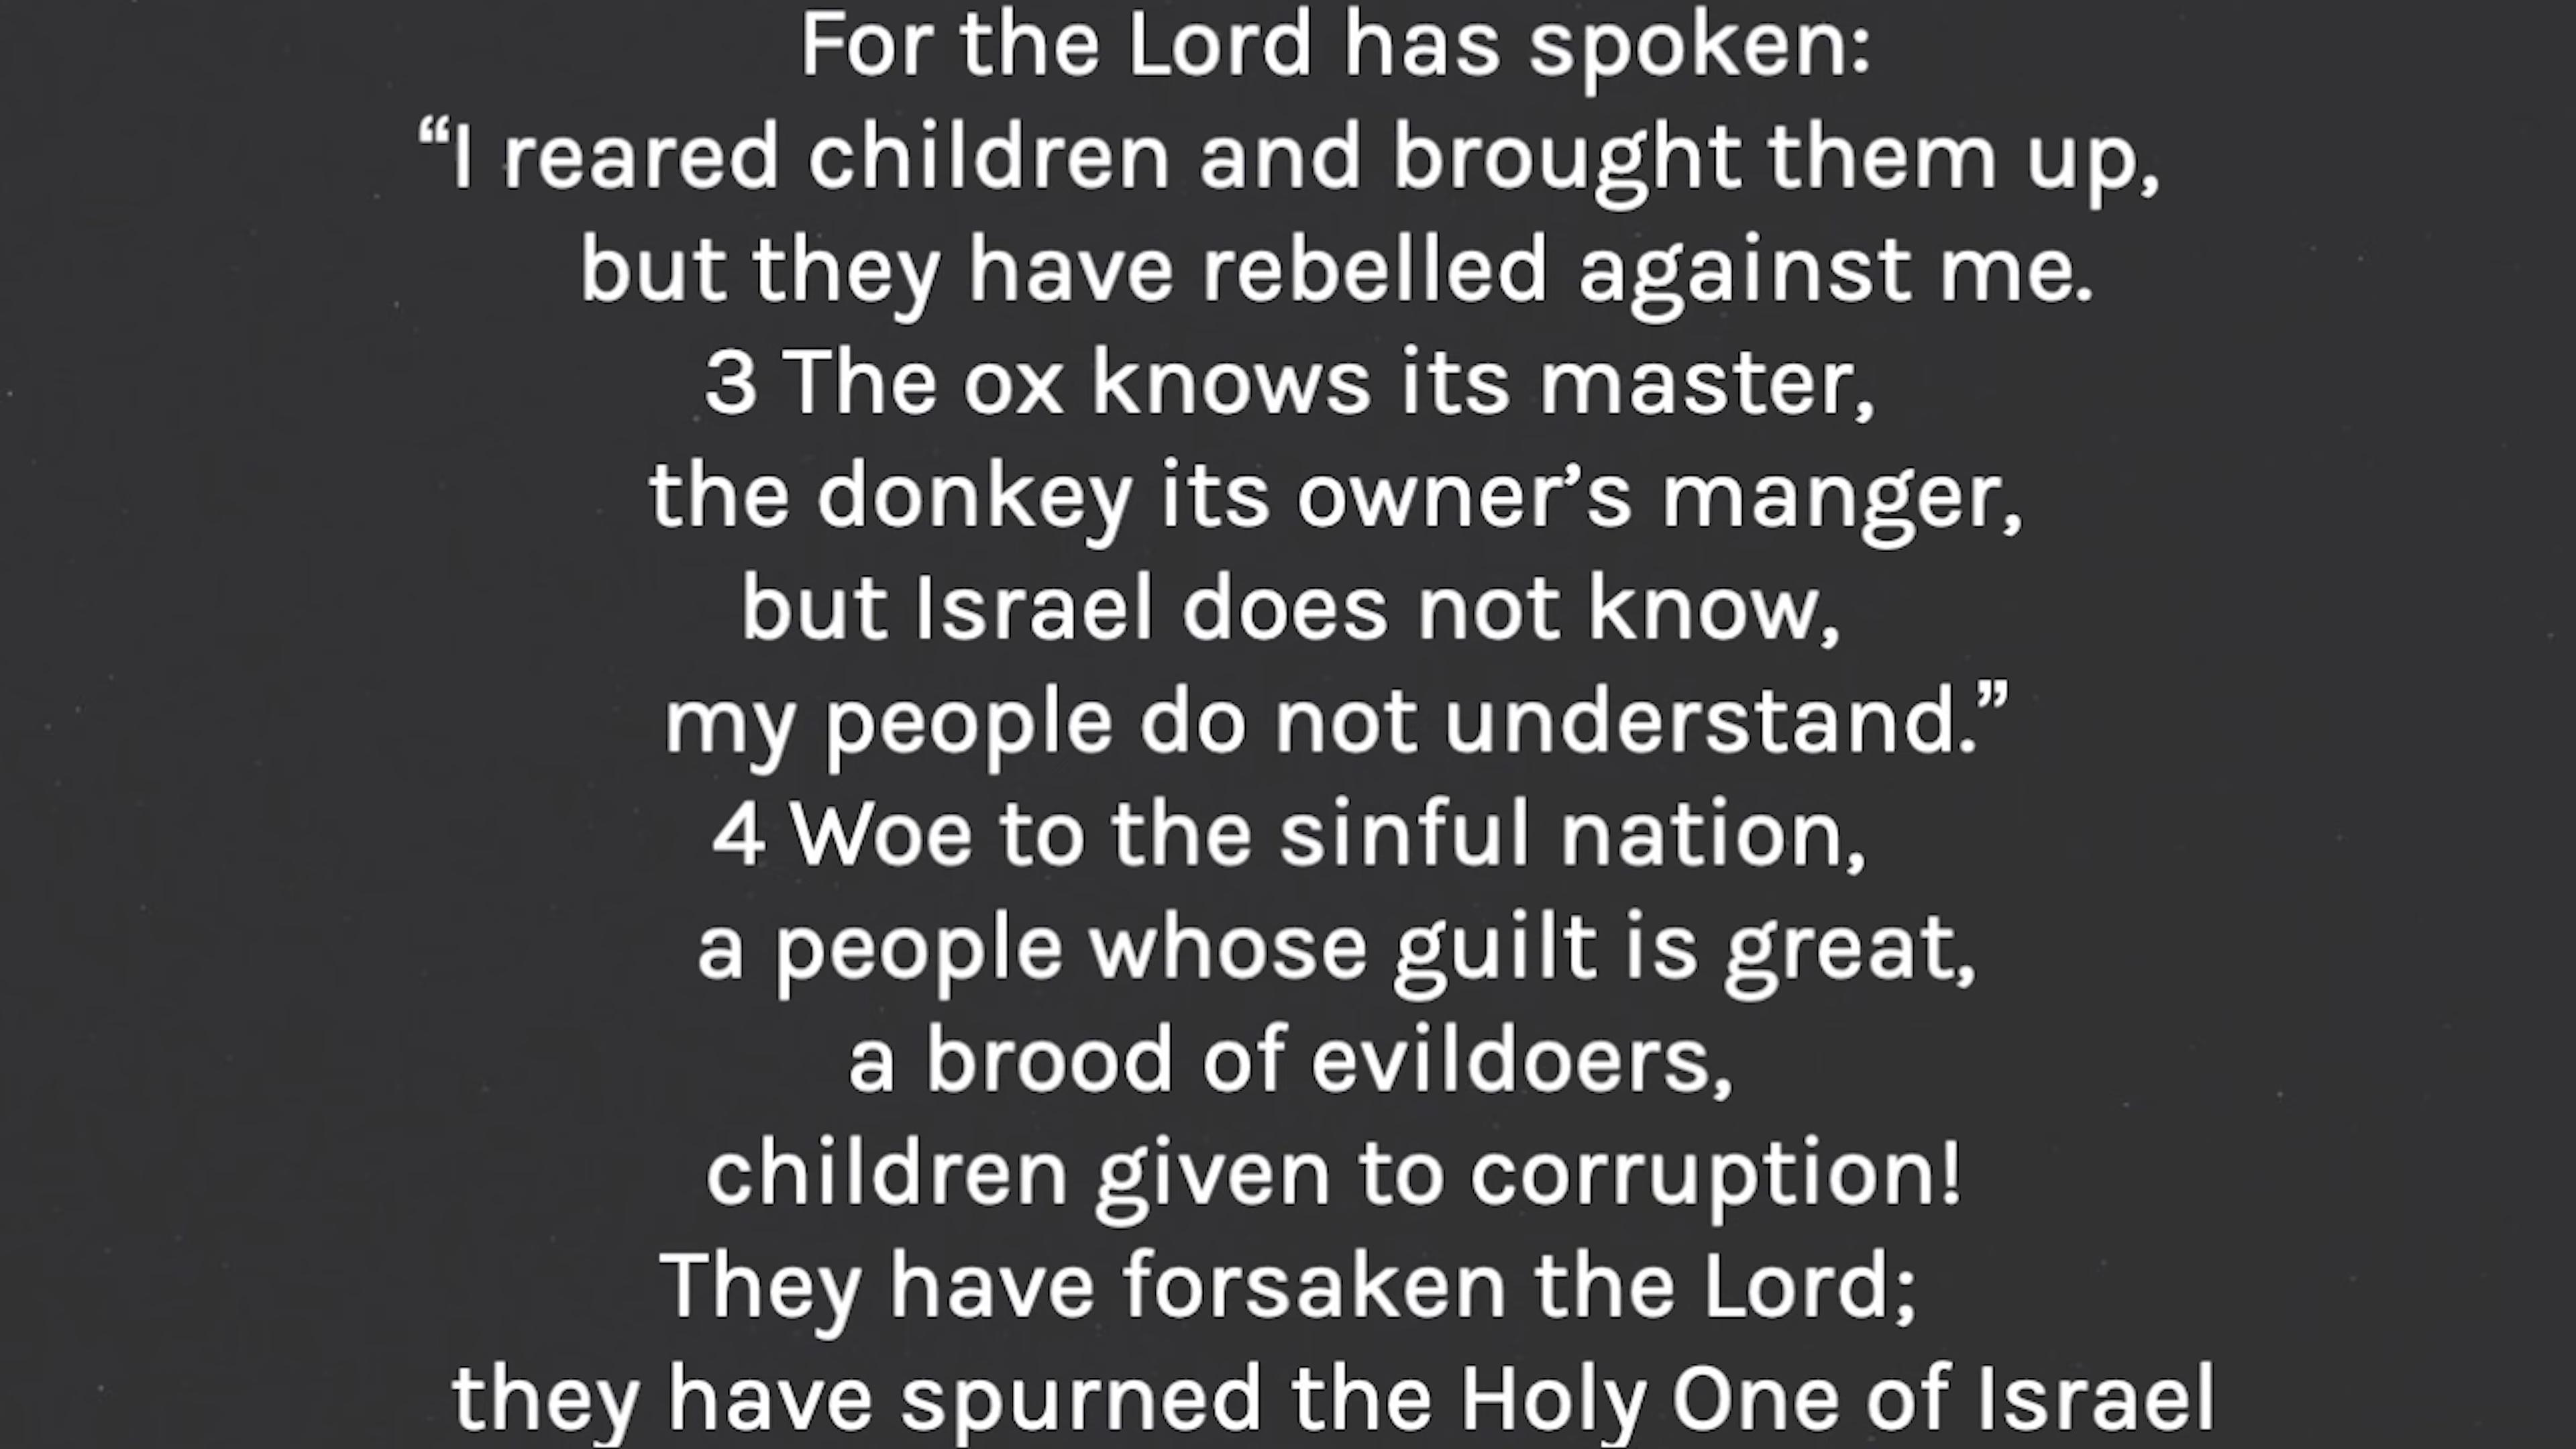 For the Lord has spoken:
“I reared children and brought them up,
but they have rebelled against me.
3 The ox knows its master,
the donkey its owner’s manger,
but Israel does not know,
my people do not understand.”
4 Woe to the sinful nation,
a people whose guilt is great,
a brood of evildoers,
children given to corruption!
They have forsaken the Lord;
they have spurned the Holy One of Israel